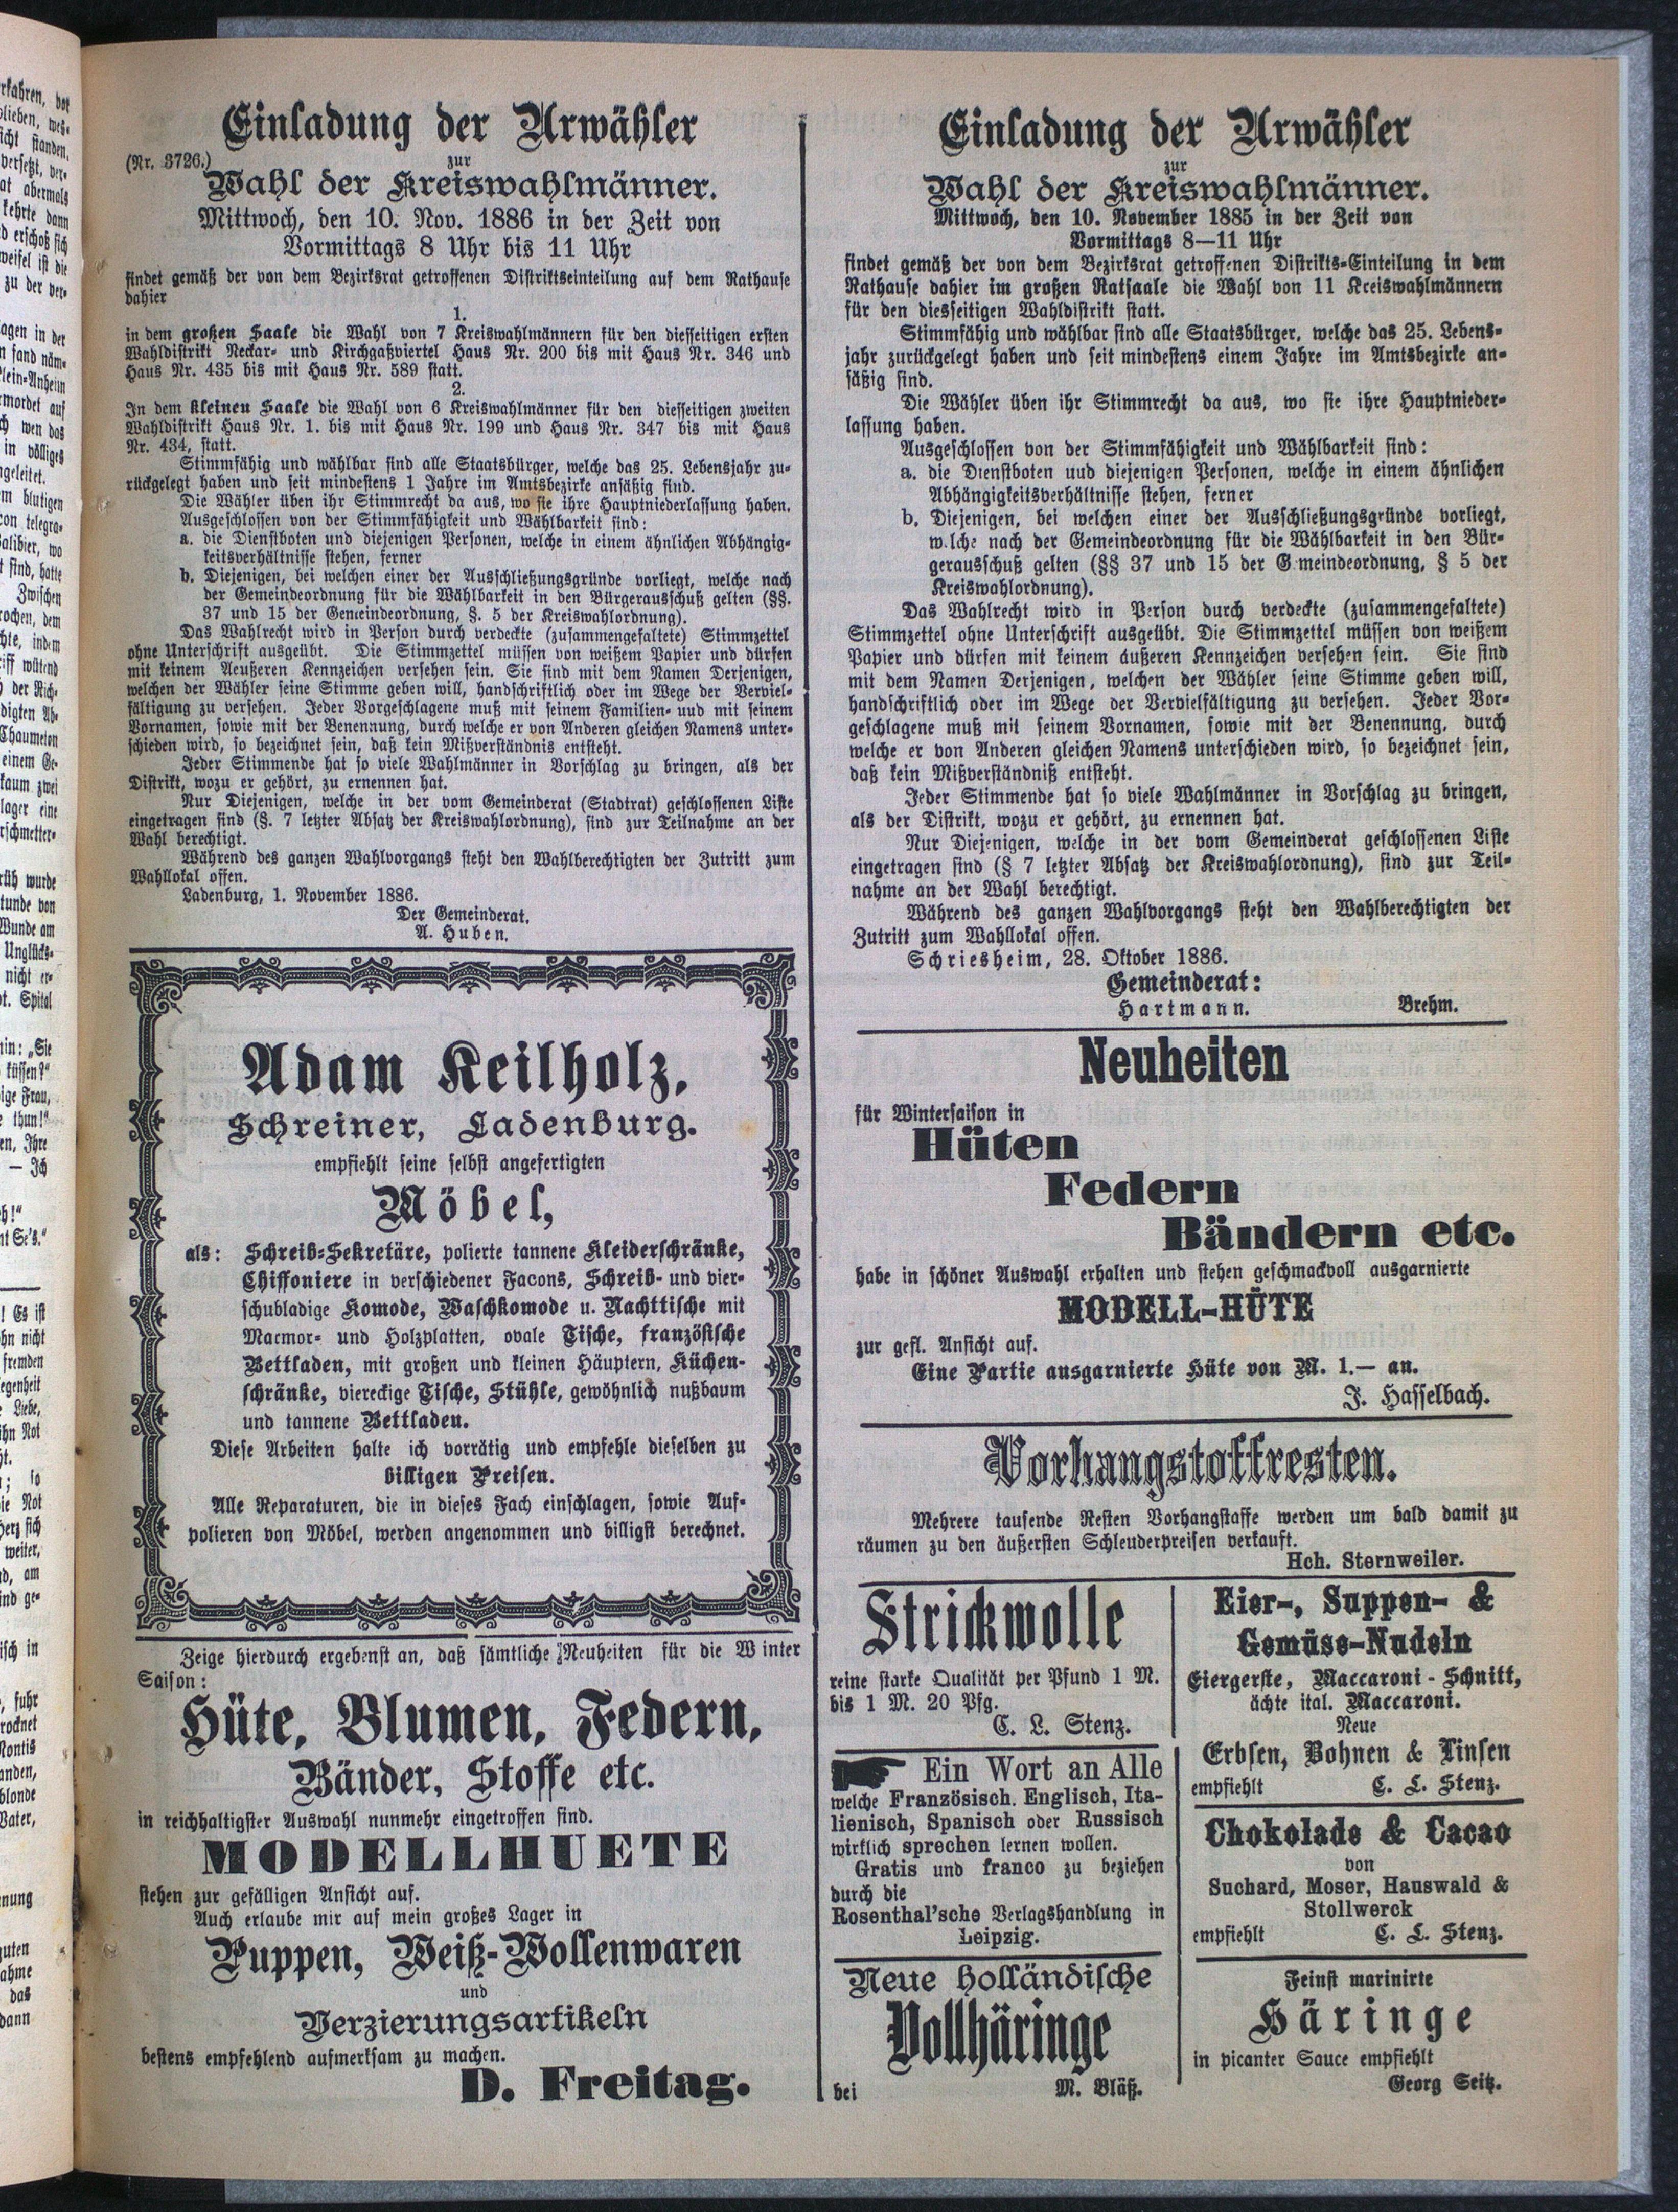 Einladung der Urwähler
(Nr. 3726.)
zur
Wahl der Kreiswahlmänner.
Mittwoch, den 10. Nov. 1886 in der Zeit von
Vormittags 8 Uhr bis 11 Uhr
findet gemäß der von dem Bezirksrat getroffenen Distriktseinteilung auf dem Rathause
dahier
1.
in dem großen Saale die Wahl von 7 Kreiswahlmännern für den diesseitigen ersten
Wahldistrikt Neckar- und Kirchgaßviertel Haus Nr. 200 bis mit Haus Nr. 346 und
Haus Nr. 435 bis mit Haus Nr. 589 statt.
2.
In dem kleinen Saale die Wahl von 6 Kreiswahlmänner für den diesseitigen zweiten
Wahldistrikt Haus Nr. 1. bis mit Haus Nr. 199 und Haus Nr. 347 bis mit Haus
Nr. 434, statt.
Stimmfähig und wählbar sind alle Staatsbürger, welche das 25. Lebensjahr zu-
rückgelegt haben und seit mindestens 1 Jahre im Amtsbezirke ansäßig sind.
Die Wähler üben ihr Stimmrecht da aus, wo sie ihre Hauptniederlassung haben.
Ausgeschlossen von der Stimmfähigkeit und Wählbarkeit sind:
a. die Dienstboten und diejenigen Personen, welche in einem ähnlichen Abhängig-
keitsverhältnisse stehen, ferner
b. Diejenigen, bei welchen einer der Ausschließungsgründe vorliegt, welche nach
der Gemeindeordnung für die Wählbarkeit in den Bürgerausschuß gelten (§§.
37 und 15 der Gemeindeordnung, §. 5 der Kreiswahlordnung).
Das Wahlrecht wird in Person durch verdeckte (zusammengefaltete) Stimmzettel
ohne Unterschrift ausgeübt. Die Stimmzettel müssen von weißem Papier und dürfen
mit keinem Aeußeren Kennzeichen versehen sein. Sie sind mit dem Namen Derjenigen,
welchen der Wähler seine Stimme geben will, handschriftlich oder im Wege der Verviel-
fältigung zu versehen. Jeder Vorgeschlagene muß mit seinem Familien- uud mit seinem
Vornamen, sowie mit der Benennung, durch welche er von Anderen gleichen Namens unter-
schieden wird, so bezeichnet sein, daß kein Mißverständnis entsteht.
Jeder Stimmende hat so viele Wahlmänner in Vorschlag zu bringen, als der
Distrikt, wozu er gehört, zu ernennen hat.
Nur Diejenigen, welche in der vom Gemeinderat (Stadtrat) geschlossenen Liste
eingetragen sind (§. 7 letzter Absatz der Kreiswahlordnung), sind zur Teilnahme an der
Wahl berechtigt.
Während des ganzen Wahlvorgangs steht den Wahlberechtigten der Zutritt zum
Wahllokal offen.
Ladenburg, 1. November 1886.
Der Gemeinderat.
A. Huben.
Adam Keilholz,
Schreiner, Ladenburg.
empfiehlt seine selbst angefertigten
Möbel,
als: Schreib-Sekretäre, polierte tannene Kleiderschränke,
Chiffoniere in verschiedener Facons, Schreib- und vier-
schubladige Komode, Waschkomode u. Nachttische mit
Marmor- und Holzplatten, ovale Tische, französische
Bettladen, mit großen und kleinen Häuptern, Küchen-
schränke, viereckige Tische, Stühle, gewöhnlich nußbaum
und tannene Bettladen.
Diese Arbeiten halte ich vorrätig und empfehle dieselben zu
billigen Preisen.
Alle Reparaturen, die in dieses Fach einschlagen, sowie Auf-
polieren von Möbel, werden angenommen und billigst berechnet.
Zeige hierdurch ergebenst an, daß sämtliche Neuheiten für die Winter
Saison:
Hüte, Blumen, Federn,
Bänder, Stoffe etc.
in reichhaltigster Auswahl nunmehr eingetroffen sind.
MODELLHUETE
stehen zur gefälligen Ansicht auf.
Auch erlaube mir auf mein großes Lager in
Puppen, Weiß-Wollenwaren
und
Verzierungsartikeln
bestens empfehlend aufmerksam zu machen.
D. Freitag.
Einladung der Urwähler
zur
Wahl der Kreiswahlmänner.
Mittwoch, den 10. November 1885 in der Zeit von
Vormittags 8—11 Uhr
findet gemäß der von dem Bezirksrat getroffenen Distrikts-Einteilung in dem
Rathause dahier im großen Ratsaale die Wahl von 11 Kreiswahlmännern
für den diesseitigen Wahldistrikt statt.
Stimmfähig und wählbar sind alle Staatsbürger, welche das 25. Lebens-
jahr zurückgelegt haben und seit mindestens einem Jahre im Amtsbezirke an-
säßig sind.
Die Wähler üben ihr Stimmrecht da aus, wo sie ihre Hauptnieder-
lassung haben.
Ausgeschlossen von der Stimmfähigkeit und Wählbarkeit sind:
a. die Dienstboten uud diejenigen Personen, welche in einem ähnlichen
Abhängigkeitsverhältnisse stehen, ferner
b. Diejenigen, bei welchen einer der Ausschließungsgründe vorliegt,
w.lche nach der Gemeindeordnung für die Wählbarkeit in den Bür-
gerausschuß gelten (§§ 37 und 15 der G meindeordnung, § 5 der
Kreiswahlordnung).
Das Wahlrecht wird in Person durch verdeckte (zusammengefaltete)
Stimmzettel ohne Unterschrift ausgeübt. Die Stimmzettel müssen von weißem
Papier und dürfen mit keinem äußeren Kennzeichen versehen sein. Sie sind
mit dem Namen Derjenigen, welchen der Wähler seine Stimme geben will,
handschriftlich oder im Wege der Vervielfältigung zu versehen. Jeder Vor-
geschlagene muß mit seinem Vornamen, sowie mit der Benennung, durch
welche er von Anderen gleichen Namens unterschieden wird, so bezeichnet sein,
daß kein Mißverständniß entsteht.
Jeder Stimmende hat so viele Wahlmänner in Vorschlag zu bringen,
als der Distrikt, wozu er gehört, zu ernennen hat.
Nur Diejenigen, welche in der vom Gemeinderat geschlossenen Liste
eingetragen sind (§ 7 letzter Absatz der Kreiswahlordnung), sind zur Teil-
nahme an der Wahl berechtigt.
Während des ganzen Wahlvorgangs steht den Wahlberechtigten der
Zutritt zum Wahllokal offen.
Schriesheim, 28. Oktober 1886.
Gemeinderat:
Hartmann. Brehm.
Neuheiten
für Wintersaison in
Hüten
Federn
Bändern etc.
habe in schöner Auswahl erhalten und stehen geschmackvoll ausgarnierte
MODELL-HÜTE
zur gefl. Ansicht auf.
Eine Partie ausgarnierte Hüte von M. 1.— an.
J. Hasselbach.
Vorhangstoffresten.
Mehrere tausende Resten Vorhangstaffe werden um bald damit zu
räumen zu den äußersten Schleuderpreisen verkauft.
Hch. Sternweiler.
Strickwolle
reine starke Qualität per Pfund 1 M.
bis 1 M. 20 Pfg.
C. L. Stenz.
Ein Wort an Alle
welche Französisch, Englisch, Ita-
lienisch, Spanisch oder Russisch
wirklich sprechen lernen wollen.
Gratis und franco zu beziehen
durch die
Rosenthal'sche Verlagshandlung in
Leipzig.
Neue holländische
Vollhäringe
bei M. Bläß.
Eier-, Suppen- &
Gemüse-Nudeln
Eiergerste, Maccaroni-Schnitt,
ächte ital. Maccaroni.
Neue
Erbsen, Bohnen & Linsen
empfiehlt C. L. Stenz.
Chokolade & Cacao
von
Suchard, Moser, Hauswald &
Stollwerck
empfiehlt C. L. Stenz.
Feinst marinirte
Häringe
in picanter Sauce empfiehlt
Georg Seitz.